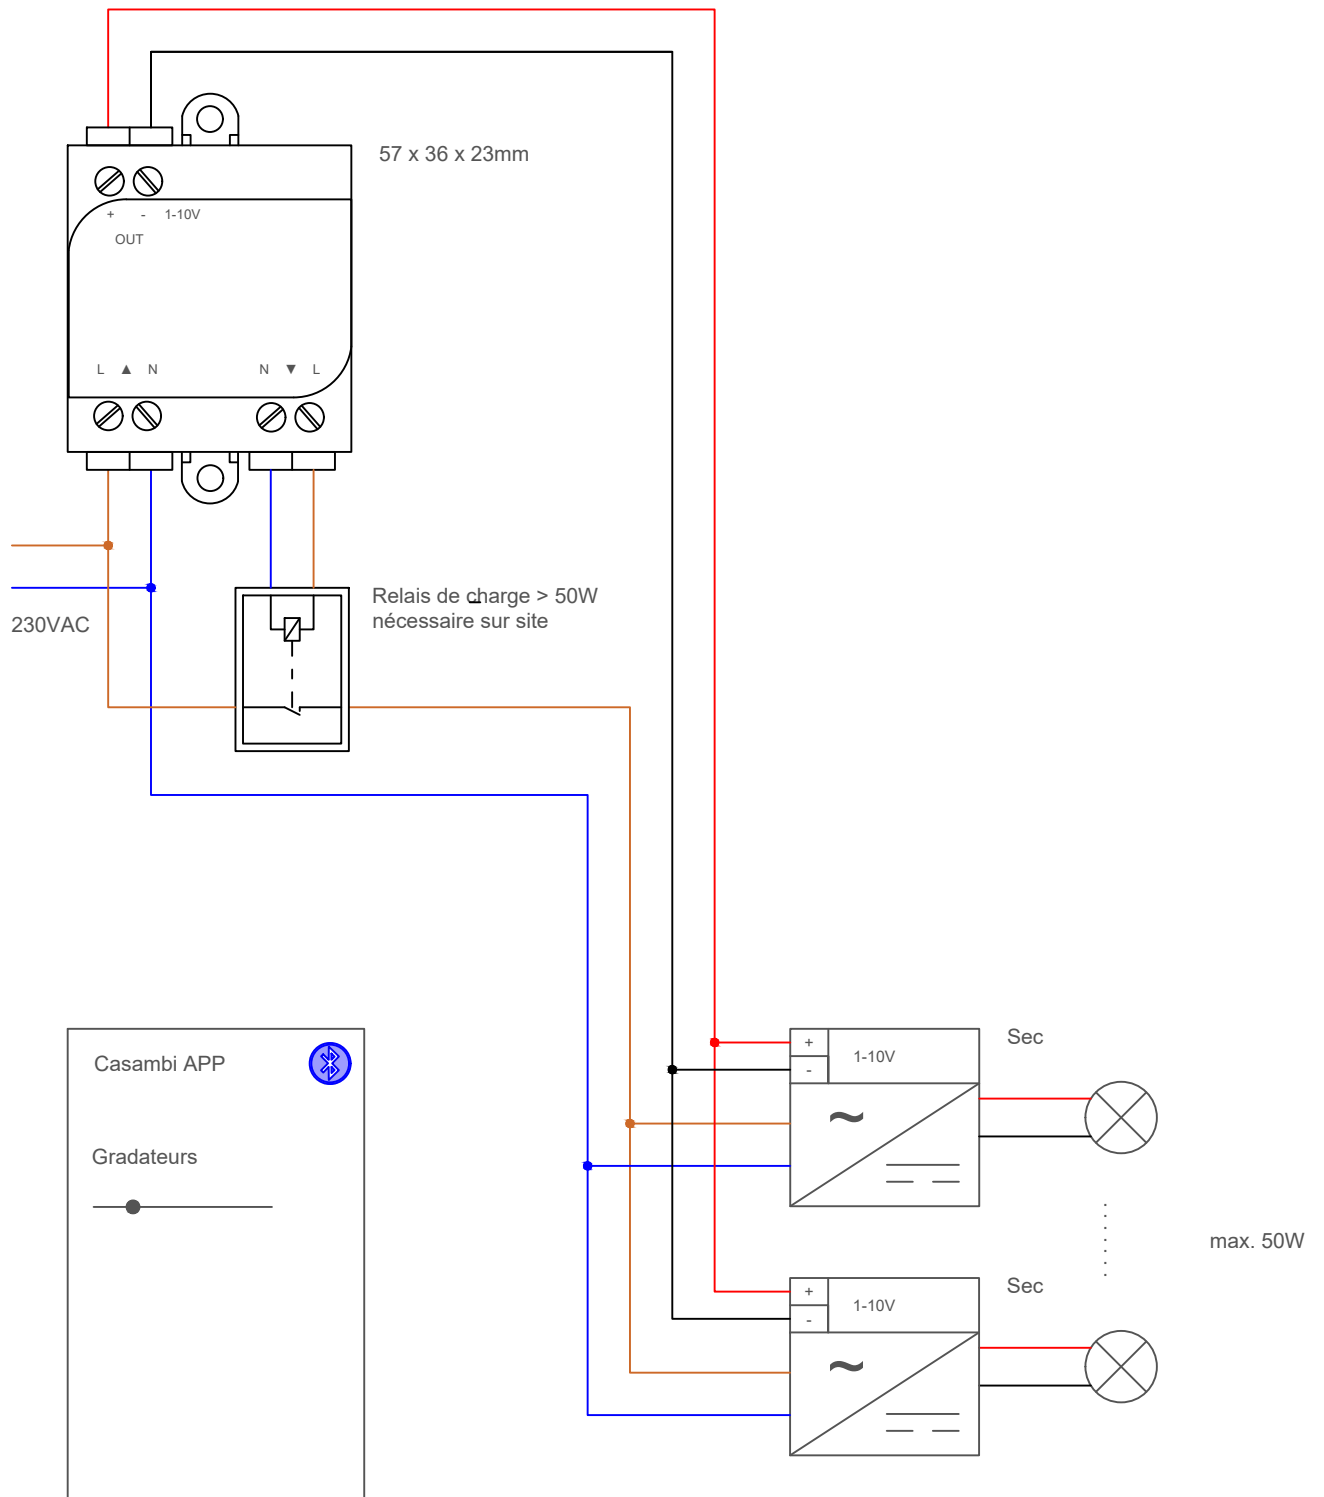 57 x 36 x 23mm
+ - 1-10V
OUT
L ▲ N N ▼ L
Relais de charge > 50W
nécessaire sur site
230VAC
Casambi APP
Gradateurs
Sec
+
1-10V
-
~
max. 50W
Sec
+
1-10V
-
~